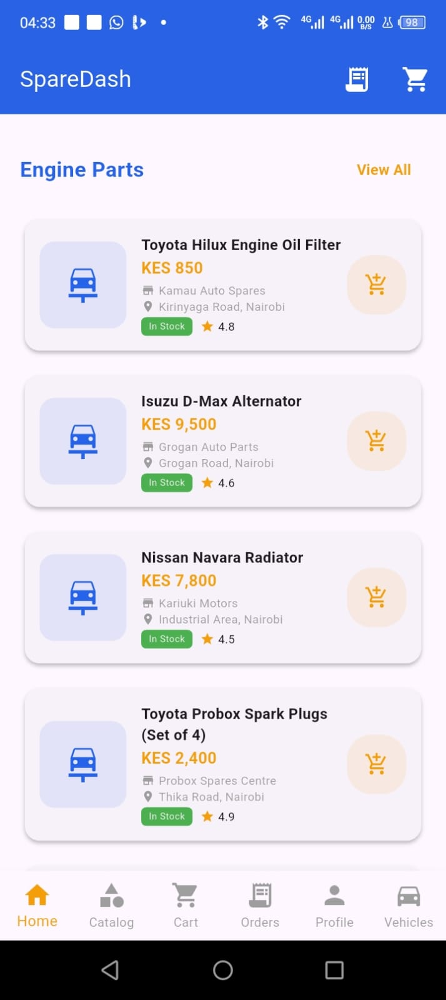 04:33
4G 4G 0.00 B/S 98
SpareDash
Engine Parts
View All
Toyota Hilux Engine Oil Filter
KES 850
Kamau Auto Spares
Kirinyaga Road, Nairobi
In Stock 4.8
Isuzu D-Max Alternator
KES 9,500
Grogan Auto Parts
Grogan Road, Nairobi
In Stock 4.6
Nissan Navara Radiator
KES 7,800
Kariuki Motors
Industrial Area, Nairobi
In Stock 4.5
Toyota Probox Spark Plugs
(Set of 4)
KES 2,400
Probox Spares Centre
Thika Road, Nairobi
In Stock 4.9
Home Catalog Cart Orders Profile Vehicles